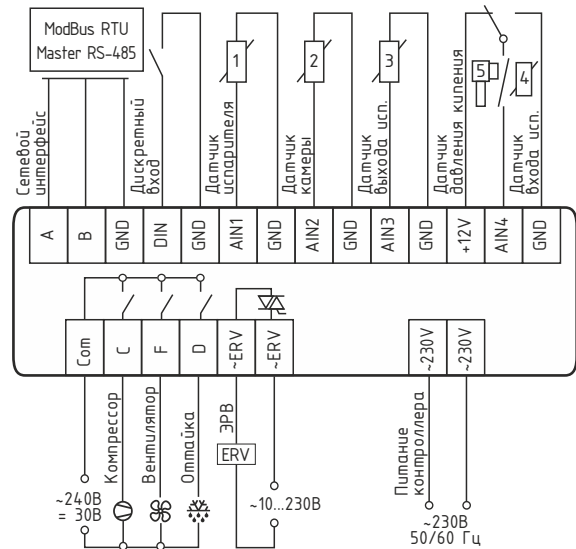 ModBus RTU
Master RS-485
1
2
3
5
4
Сетевой
интерфейс
Дискретный
вход
Датчик
испарителя
Датчик
камеры
Датчик
выхода исп.
Датчик
давления кипения
Датчик
входа исп.
A
B
GND
DIN
GND
AIN1
GND
AIN2
GND
AIN3
GND
+12V
AIN4
GND
Com
C
F
D
~ERV
~ERV
~230V
~230V
Компрессор
Вентилятор
Оттайка
ЭРВ
ERV
Питание
контроллера
~240В
= 30В
~10...230В
~230В
50/60 Гц